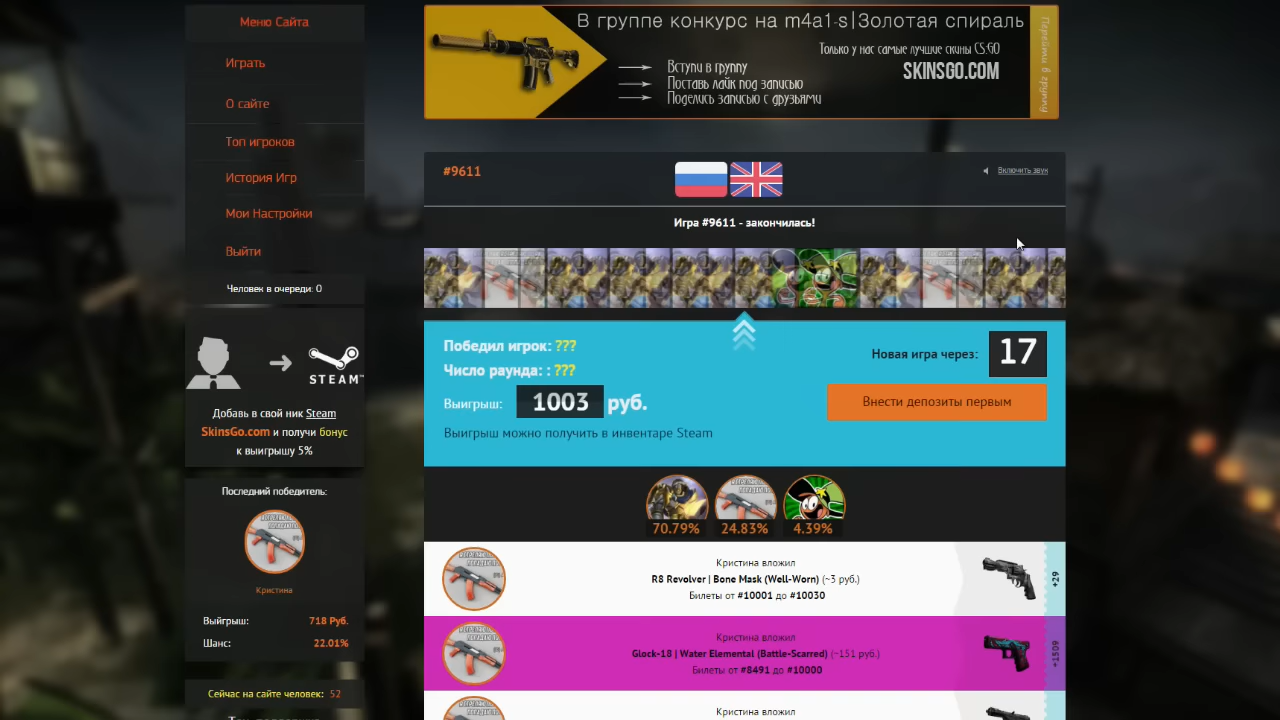 Меню Сайта
Играть
О сайте
Топ игроков
История Игр
Мои Настройки
Выйти
Человек в очереди: 0
STEAM™
Добавь в свой ник Steam
SkinsGo.com и получи бонус
к выигрышу 5%
Последний победитель:
Кристина
Выигрыш: 718 Руб.
Шанс: 22.01%
Сейчас на сайте человек: 52
В группе конкурс на m4a1-s|Золотая спираль
Только у нас самые лучшие скины CS:GO
SKINSGO.COM
Вступи в группу
Поставь лайк под записью
Поделись записью с друзьями
Перейти в группу
#9611
Включить звук
Игра #9611 - закончилась!
Победил игрок: ???
Число раунда: : ???
Выигрыш: 1003 руб.
Выигрыш можно получить в инвентаре Steam
Новая игра через: 17
Внести депозиты первым
70.79% 24.83% 4.39%
Кристина вложил
R8 Revolver | Bone Mask (Well-Worn) (~3 руб.)
Билеты от #10001 до #10030
+29
Кристина вложил
Glock-18 | Water Elemental (Battle-Scarred) (~151 руб.)
Билеты от #8491 до #10000
+1509
Кристина вложил